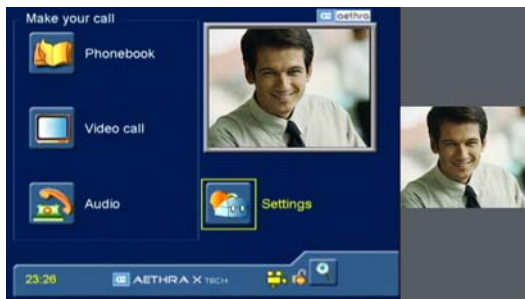 Make your call
aethra
Phonebook
Video call
Audio
Settings
23:26
AETHRA X TECH